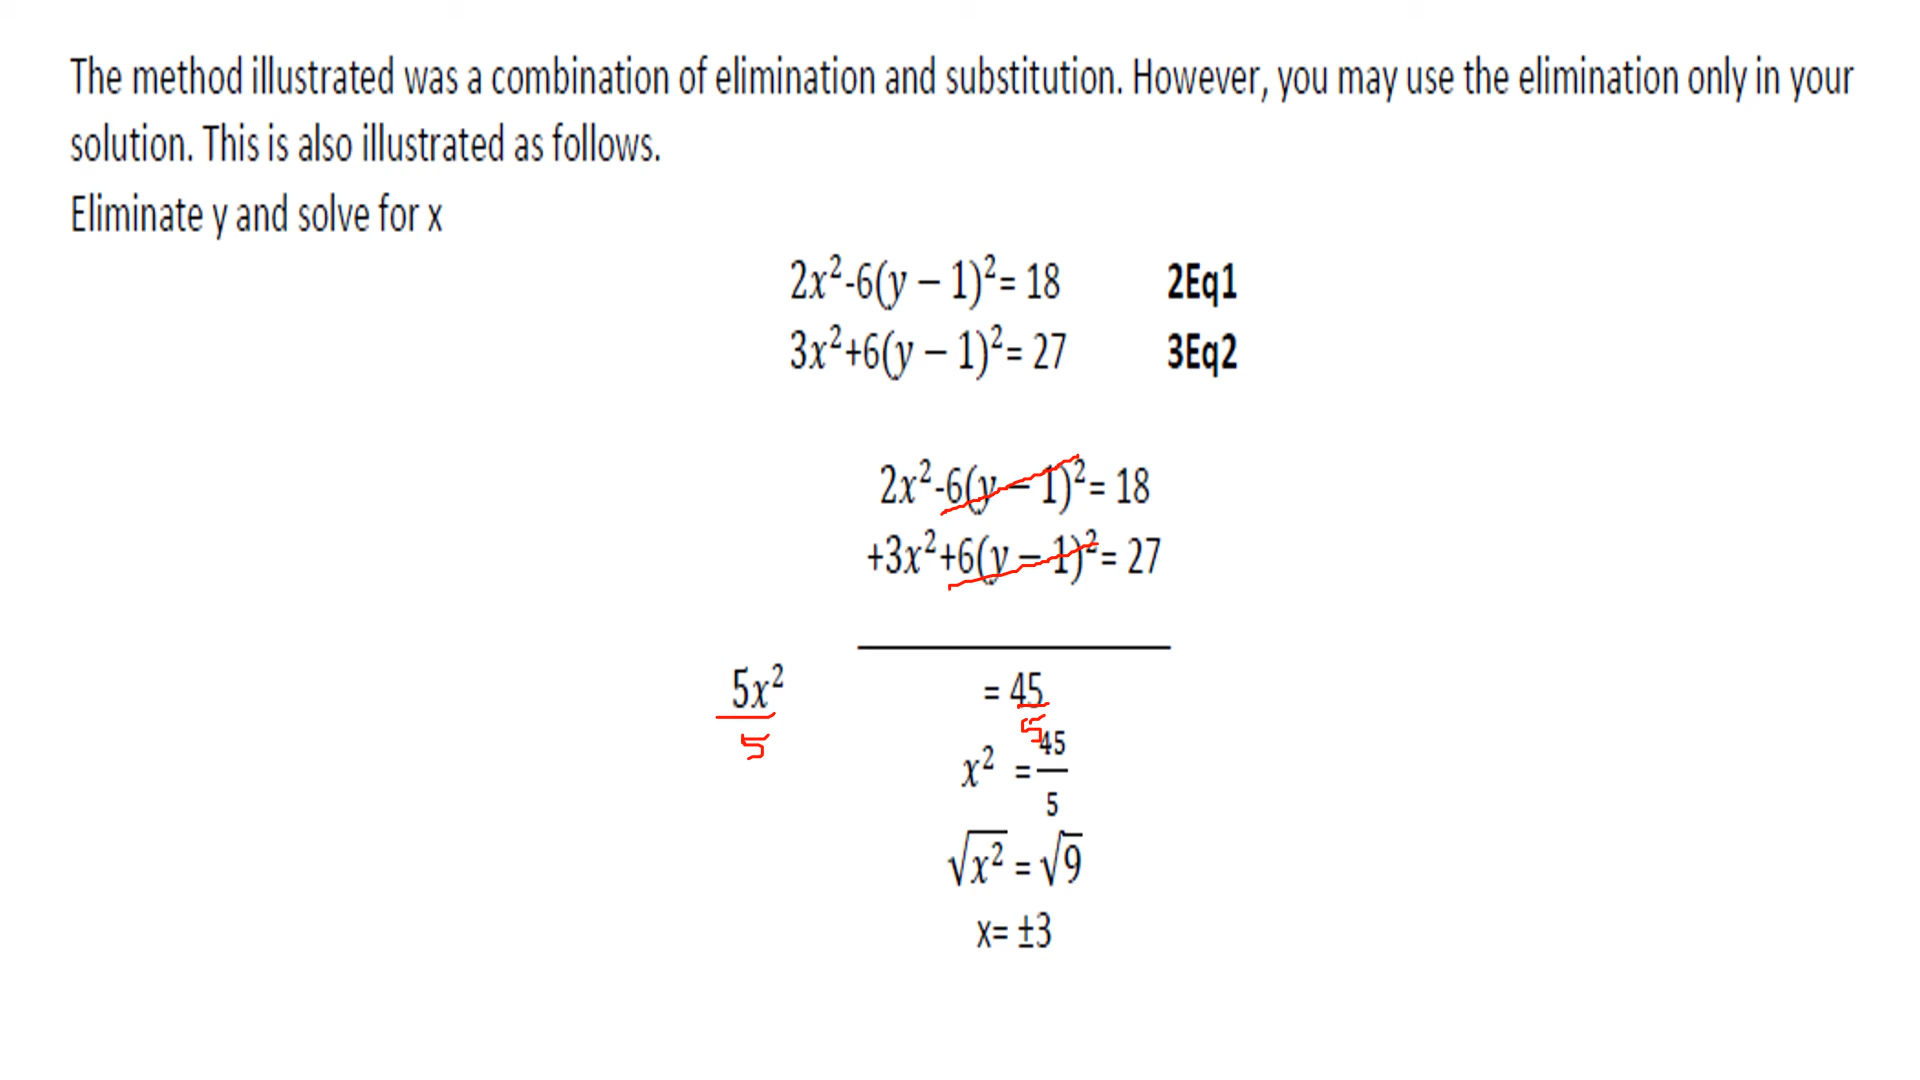 The method illustrated was a combination of elimination and substitution. However, you may use the elimination only in your
solution. This is also illustrated as follows.
Eliminate y and solve for x
2x²-6(y − 1)²= 18 2Eq1
3x²+6(y − 1)²= 27 3Eq2
2x²-6(y − 1)²= 18
+3x²+6(y − 1)²= 27
5x² = 45
5 5
x² = 45/5
√x² = √9
x= ±3